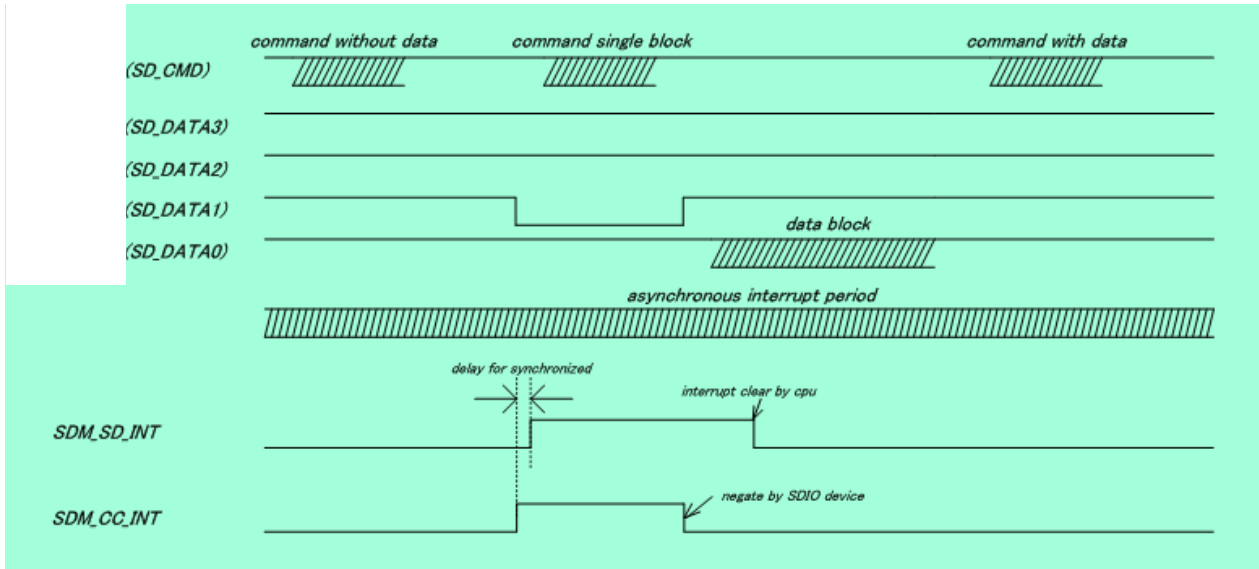 command without data
command single block
command with data
(SD_CMD)
(SD_DATA3)
(SD_DATA2)
(SD_DATA1)
data block
(SD_DATA0)
asynchronous interrupt period
delay for synchronized
interrupt clear by cpu
SDM_SD_INT
negate by SDIO device
SDM_CC_INT